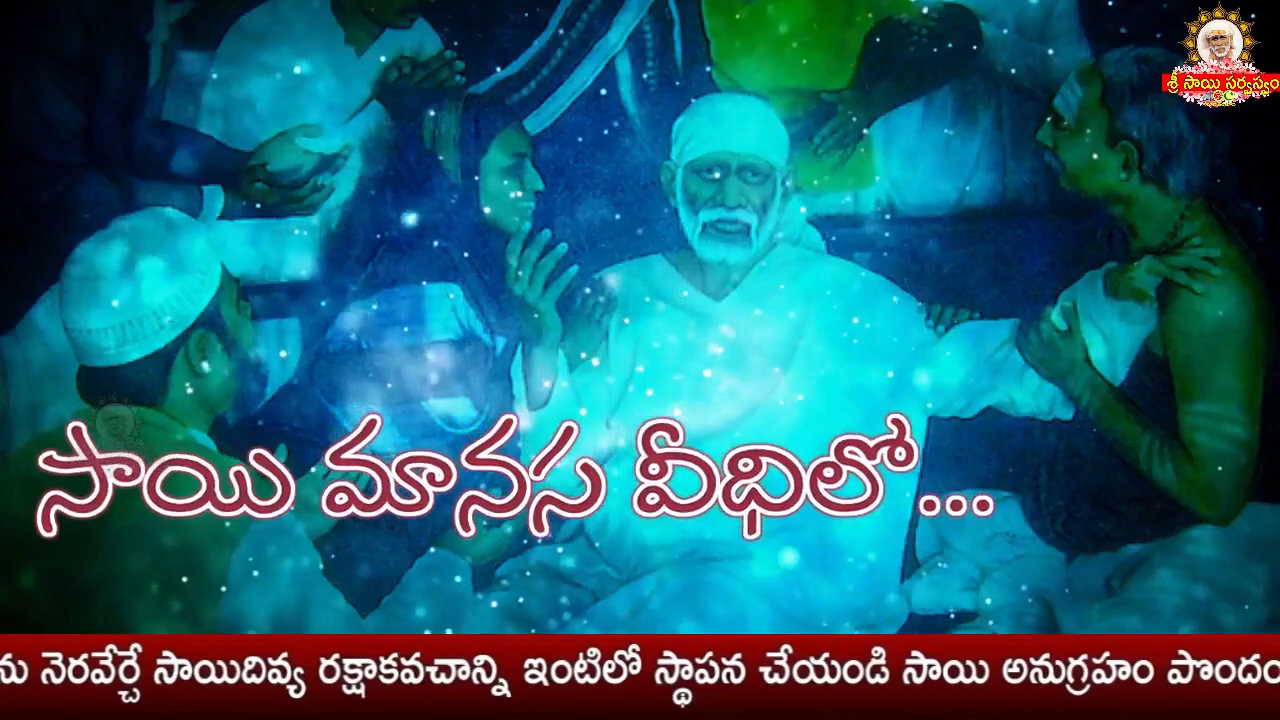 శ్రీ సాయి సర్వస్వం
సాయి మానస వీధిలో ...
ను నెరవేర్చే సాయిదివ్య రక్షాకవచాన్ని ఇంటిలో స్థాపన చేయండి సాయి అనుగ్రహం పొందం